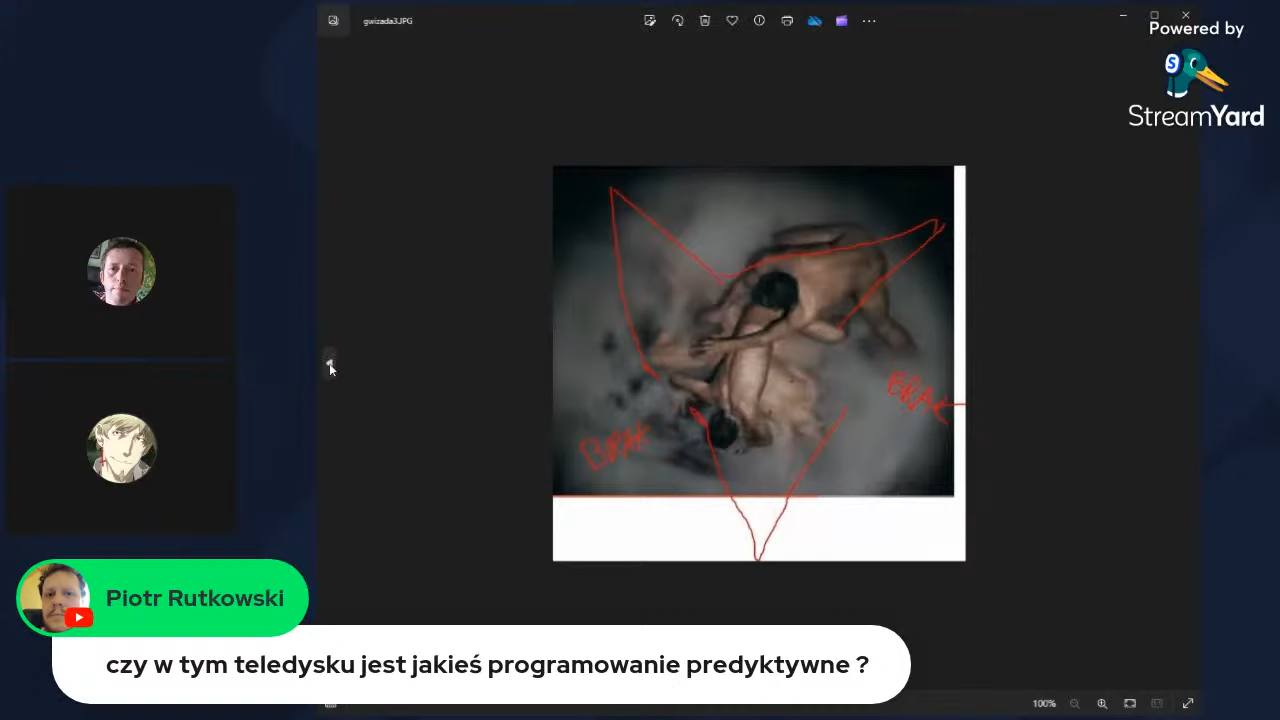 gwizada3.JPG
Powered by
S
StreamYard
BRAK
BRAK
Piotr Rutkowski
czy w tym teledysku jest jakieś programowanie predyktywne ?
100%